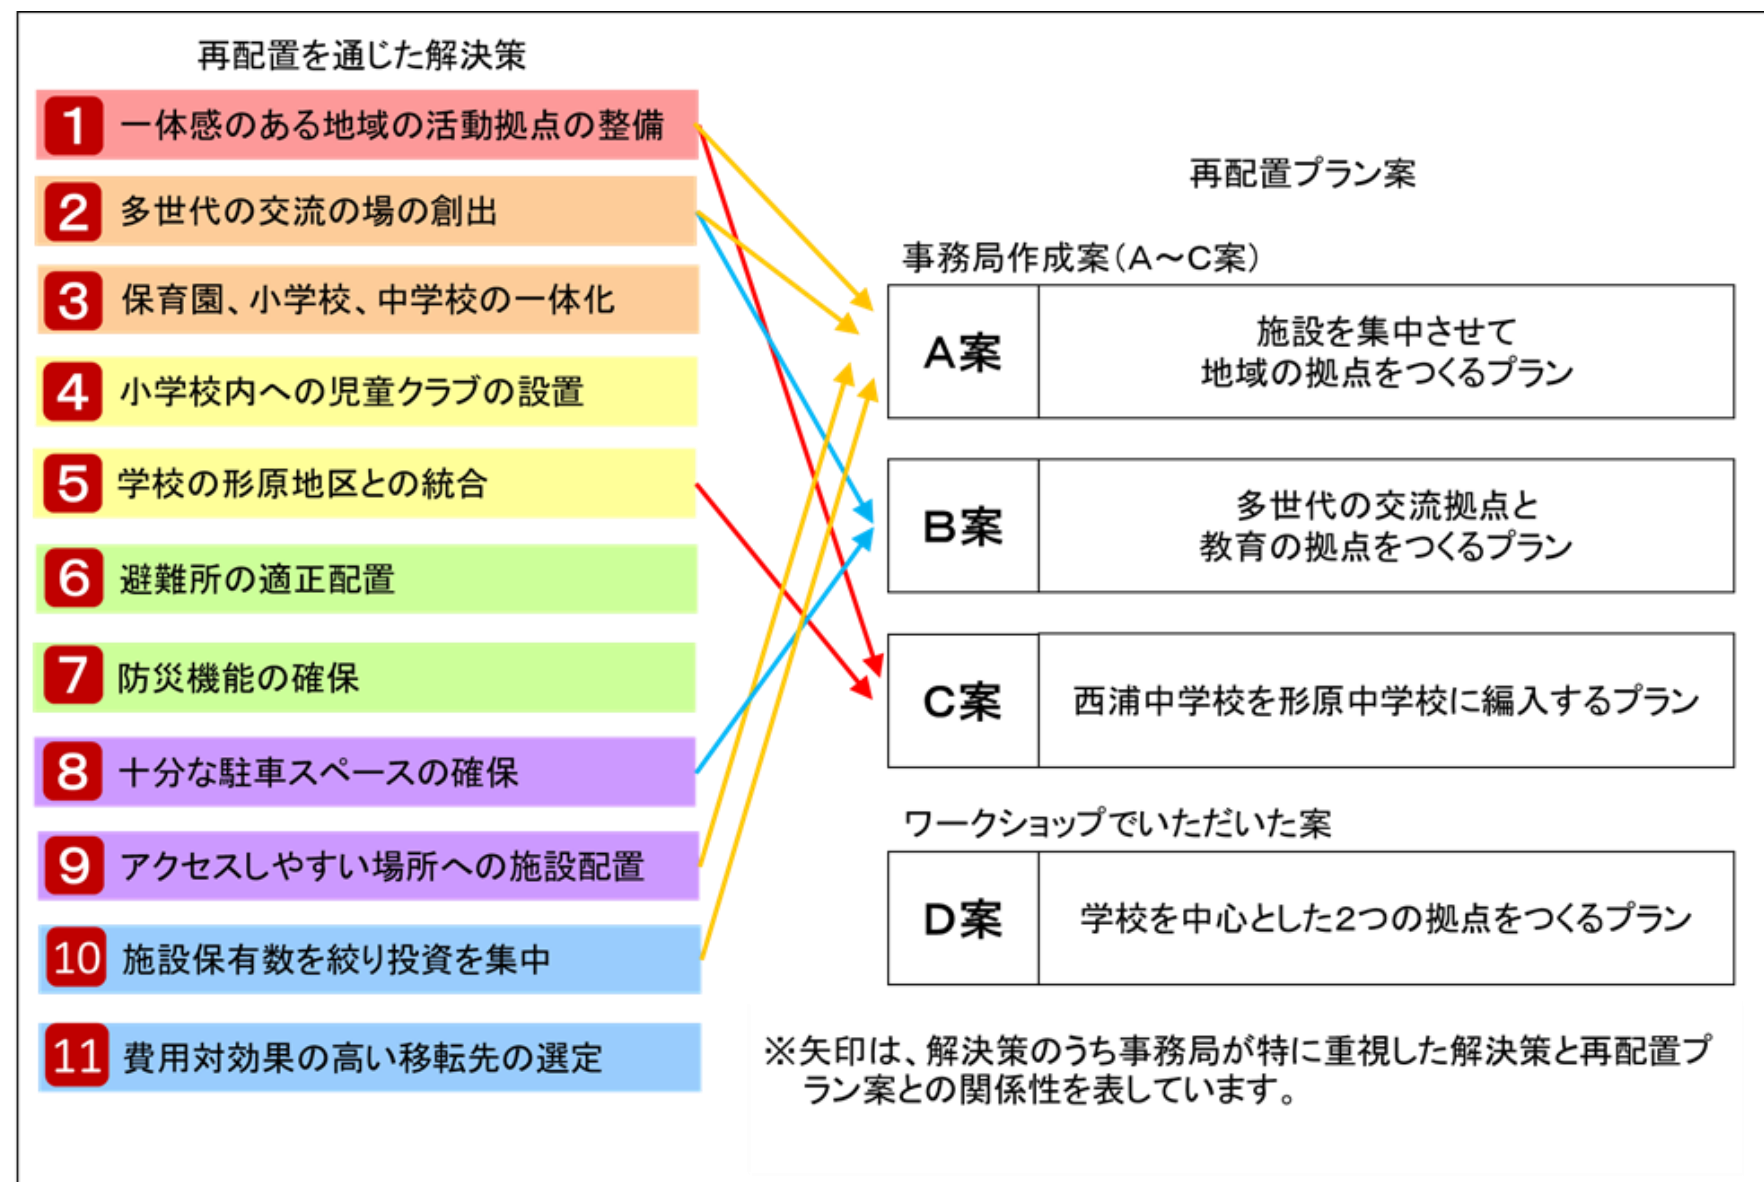 再配置を通じた解決策
1 一体感のある地域の活動拠点の整備
2 多世代の交流の場の創出
3 保育園、小学校、中学校の一体化
4 小学校内への児童クラブの設置
5 学校の形原地区との統合
6 避難所の適正配置
7 防災機能の確保
8 十分な駐車スペースの確保
9 アクセスしやすい場所への施設配置
10 施設保有数を絞り投資を集中
11 費用対効果の高い移転先の選定
再配置プラン案
事務局作成案(A～C案)
A案
施設を集中させて
地域の拠点をつくるプラン
B案
多世代の交流拠点と
教育の拠点をつくるプラン
C案
西浦中学校を形原中学校に編入するプラン
ワークショップでいただいた案
D案
学校を中心とした2つの拠点をつくるプラン
※矢印は、解決策のうち事務局が特に重視した解決策と再配置プ
ラン案との関係性を表しています。